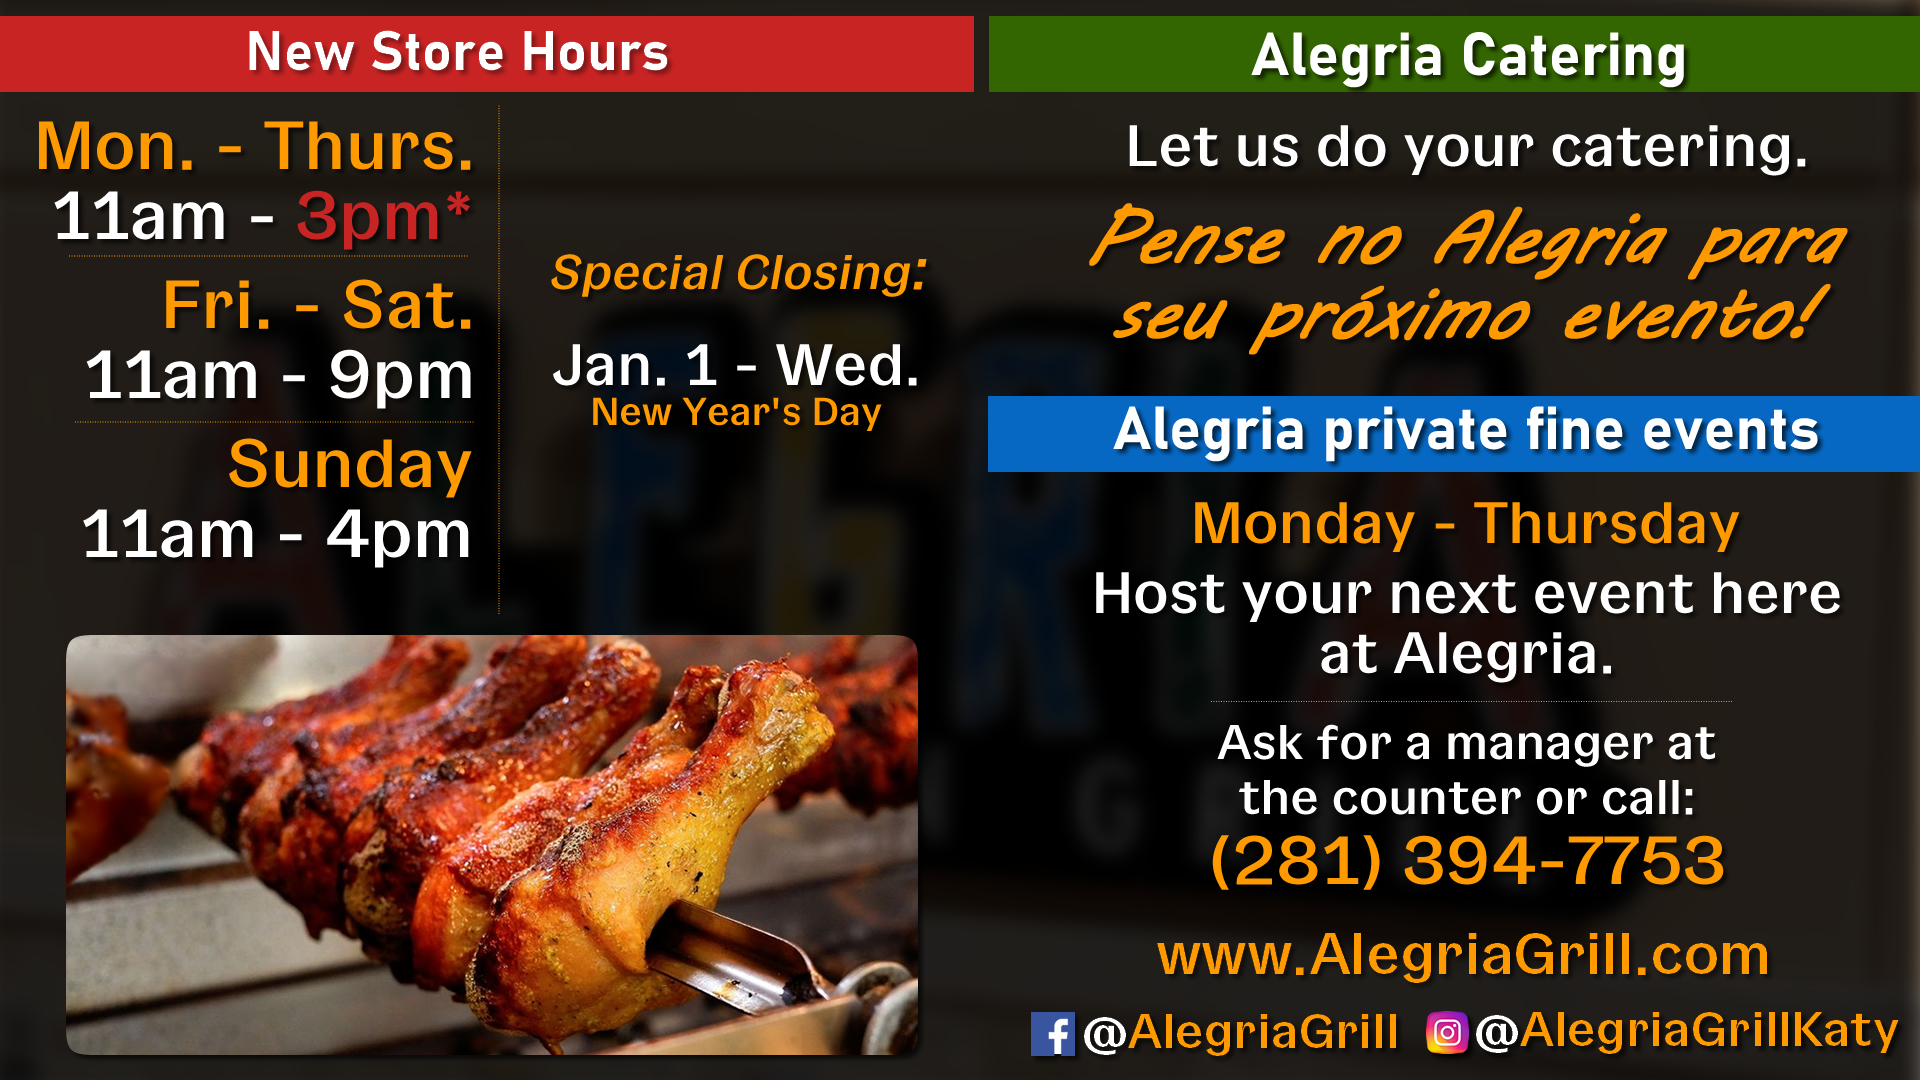 New Store Hours
Mon. - Thurs.
11am - 3pm*
Fri. - Sat.
11am - 9pm
Sunday
11am - 4pm
Special Closing:
Jan. 1 - Wed.
New Year's Day
Alegria Catering
Let us do your catering.
Pense no Alegria para
seu próximo evento!
Alegria private fine events
Monday - Thursday
Host your next event here
at Alegria.
Ask for a manager at
the counter or call:
(281) 394-7753
www.AlegriaGrill.com
@AlegriaGrill @AlegriaGrillKaty
ALEGRIA